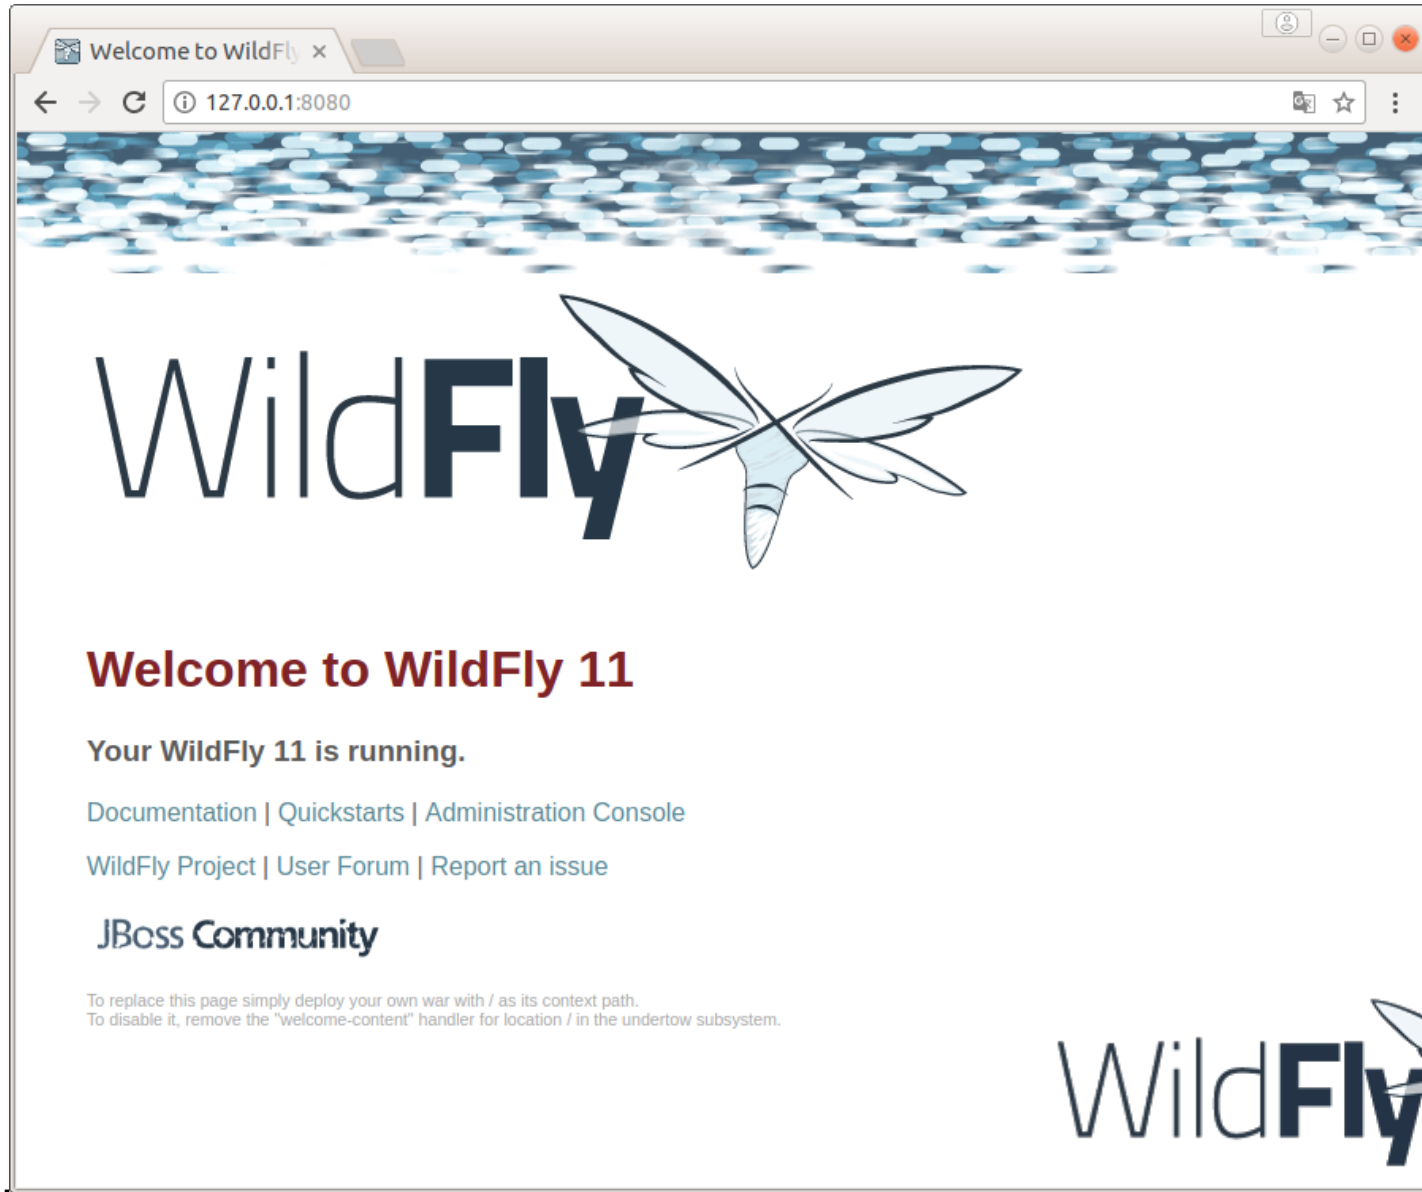 Welcome to WildFly
127.0.0.1:8080
WildFly
Welcome to WildFly 11
Your WildFly 11 is running.
Documentation | Quickstarts | Administration Console
WildFly Project | User Forum | Report an issue
JBoss Community
To replace this page simply deploy your own war with / as its context path.
To disable it, remove the "welcome-content" handler for location / in the undertow subsystem.
WildFly